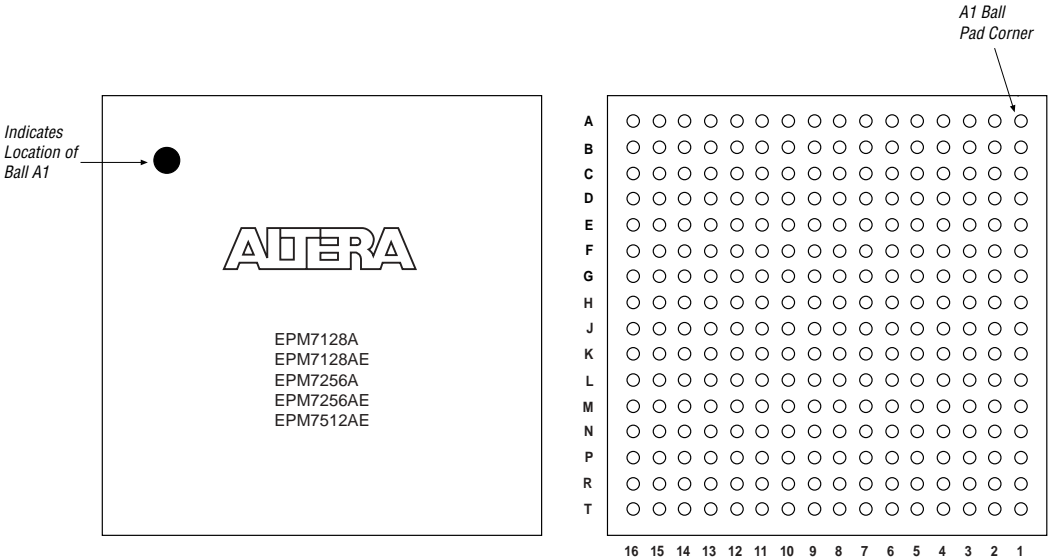 A1 Ball
Pad Corner
Indicates
Location of
Ball A1
ALTERA
EPM7128A
EPM7128AE
EPM7256A
EPM7256AE
EPM7512AE
A
B
C
D
E
F
G
H
J
K
L
M
N
P
R
T
16 15 14 13 12 11 10 9 8 7 6 5 4 3 2 1